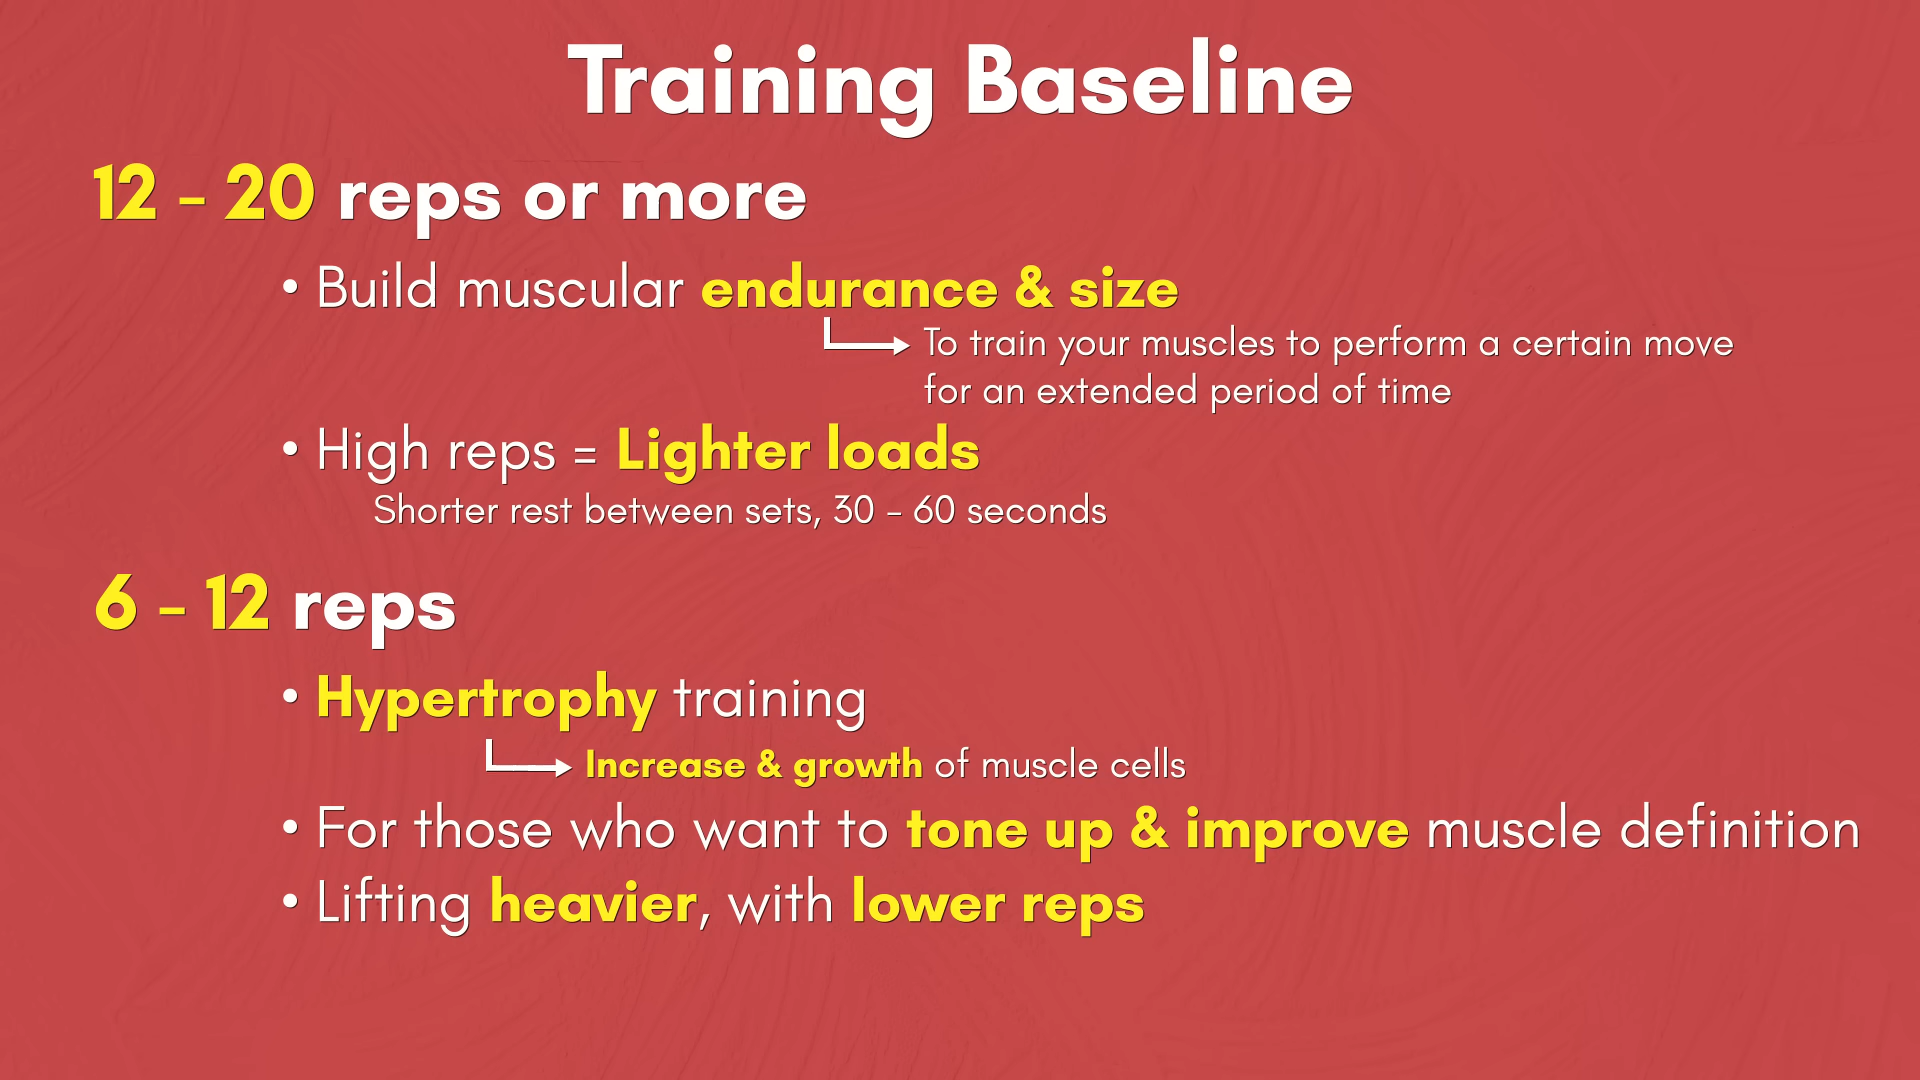 Training Baseline
12 - 20 reps or more
• Build muscular endurance & size
To train your muscles to perform a certain move
for an extended period of time
• High reps = Lighter loads
Shorter rest between sets, 30 - 60 seconds
6 - 12 reps
• Hypertrophy training
Increase & growth of muscle cells
• For those who want to tone up & improve muscle definition
• Lifting heavier, with lower reps